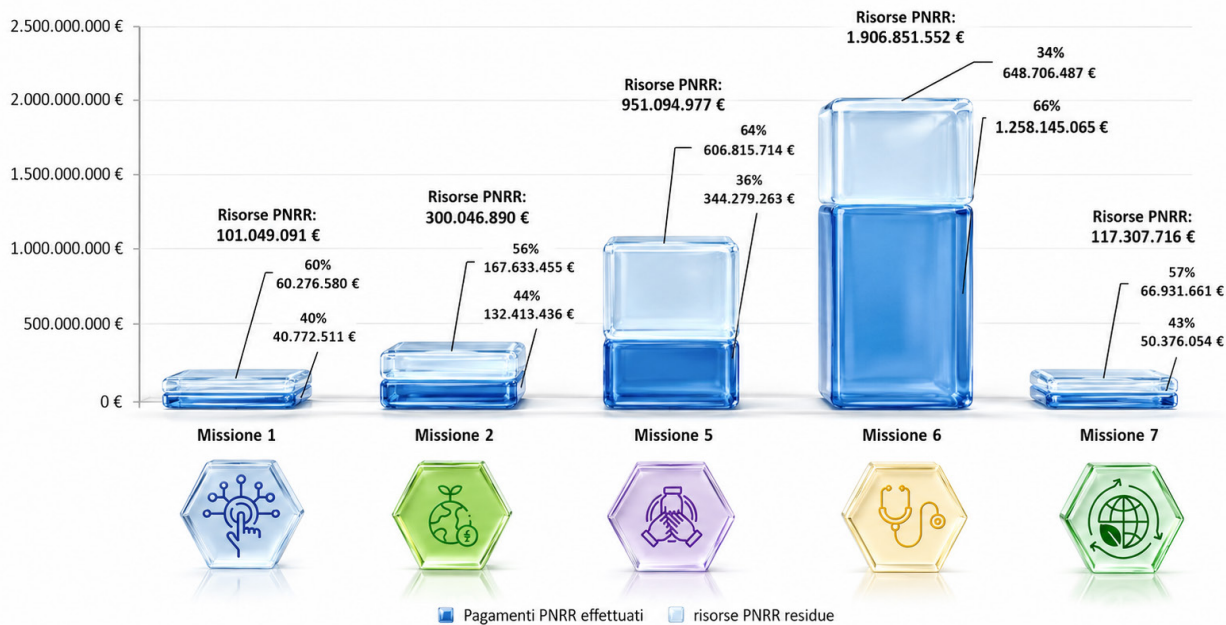 2.500.000.000 €
2.000.000.000 €
1.500.000.000 €
1.000.000.000 €
500.000.000 €
0 €
Risorse PNRR:
101.049.091 €
60%
60.276.580 €
40%
40.772.511 €
Risorse PNRR:
300.046.890 €
56%
167.633.455 €
44%
132.413.436 €
Risorse PNRR:
951.094.977 €
64%
606.815.714 €
36%
344.279.263 €
Risorse PNRR:
1.906.851.552 €
34%
648.706.487 €
66%
1.258.145.065 €
Risorse PNRR:
117.307.716 €
57%
66.931.661 €
43%
50.376.054 €
Missione 1
Missione 2
Missione 5
Missione 6
Missione 7
Pagamenti PNRR effettuati
risorse PNRR residue